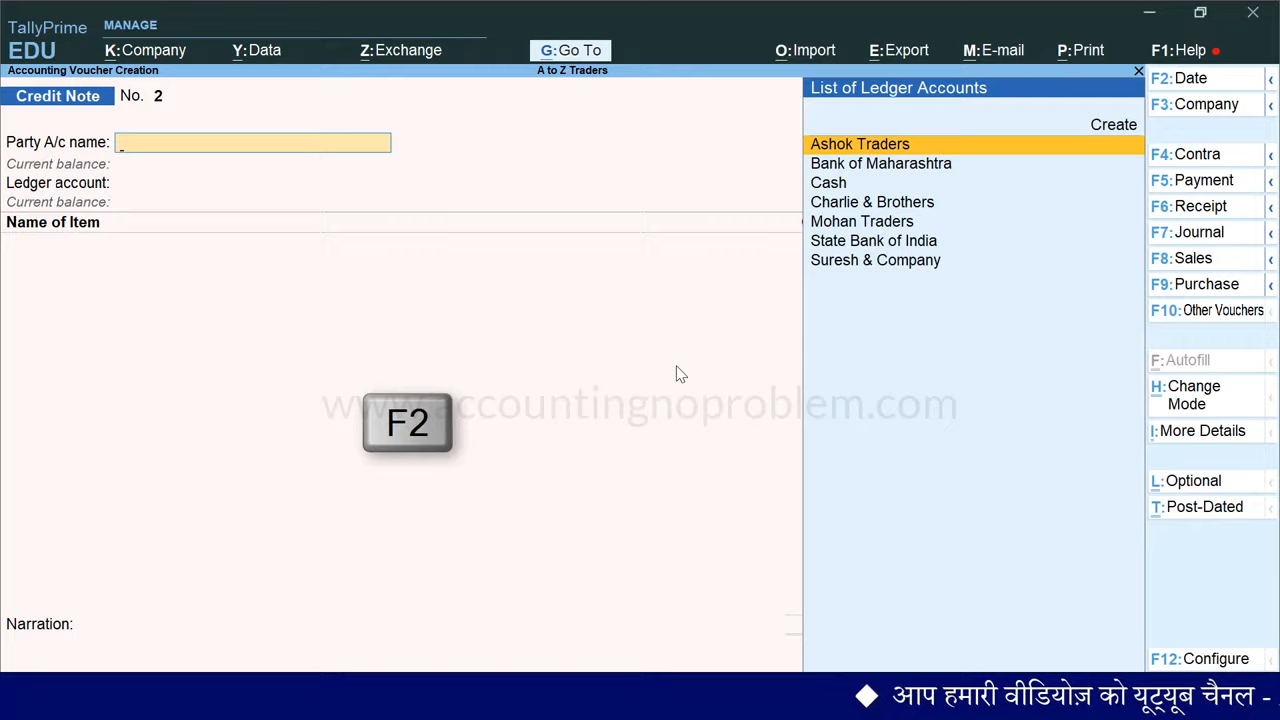 TallyPrime
EDU
MANAGE
K:Company
Y:Data
Z:Exchange
G:Go To
O:Import
E:Export
M:E-mail
P:Print
F1:Help
Accounting Voucher Creation
A to Z Traders
Credit Note No. 2
Party A/c name:
Current balance:
Ledger account:
Current balance:
Name of Item
List of Ledger Accounts
Create
Ashok Traders
Bank of Maharashtra
Cash
Charlie & Brothers
Mohan Traders
State Bank of India
Suresh & Company
F2:Date
F3:Company
F4:Contra
F5:Payment
F6:Receipt
F7:Journal
F8:Sales
F9:Purchase
F10:Other Vouchers
F:Autofill
H:Change
Mode
I:More Details
L:Optional
T:Post-Dated
F12:Configure
www.accountingnoproblem.com
F2
Narration:
आप हमारी वीडियोज़ को यूट्यूब चैनल -